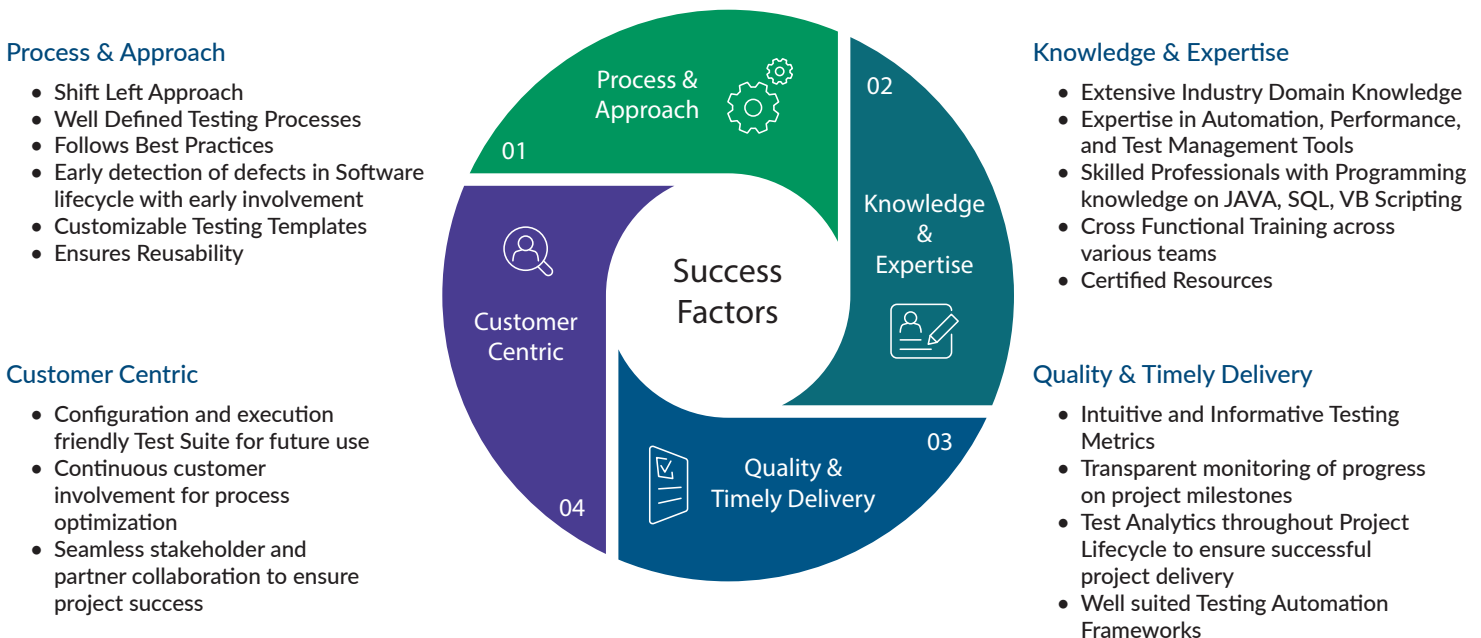 Process & Approach
• Shift Left Approach
• Well Defined Testing Processes
• Follows Best Practices
• Early detection of defects in Software
lifecycle with early involvement
• Customizable Testing Templates
• Ensures Reusability
Customer Centric
• Configuration and execution
friendly Test Suite for future use
• Continuous customer
involvement for process
optimization
• Seamless stakeholder and
partner collaboration to ensure
project success
Process &
Approach
01
02
Knowledge
&
Expertise
Success
Factors
Customer
Centric
03
Quality &
Timely Delivery
04
Knowledge & Expertise
• Extensive Industry Domain Knowledge
• Expertise in Automation, Performance,
and Test Management Tools
• Skilled Professionals with Programming
knowledge on JAVA, SQL, VB Scripting
• Cross Functional Training across
various teams
• Certified Resources
Quality & Timely Delivery
• Intuitive and Informative Testing
Metrics
• Transparent monitoring of progress
on project milestones
• Test Analytics throughout Project
Lifecycle to ensure successful
project delivery
• Well suited Testing Automation
Frameworks